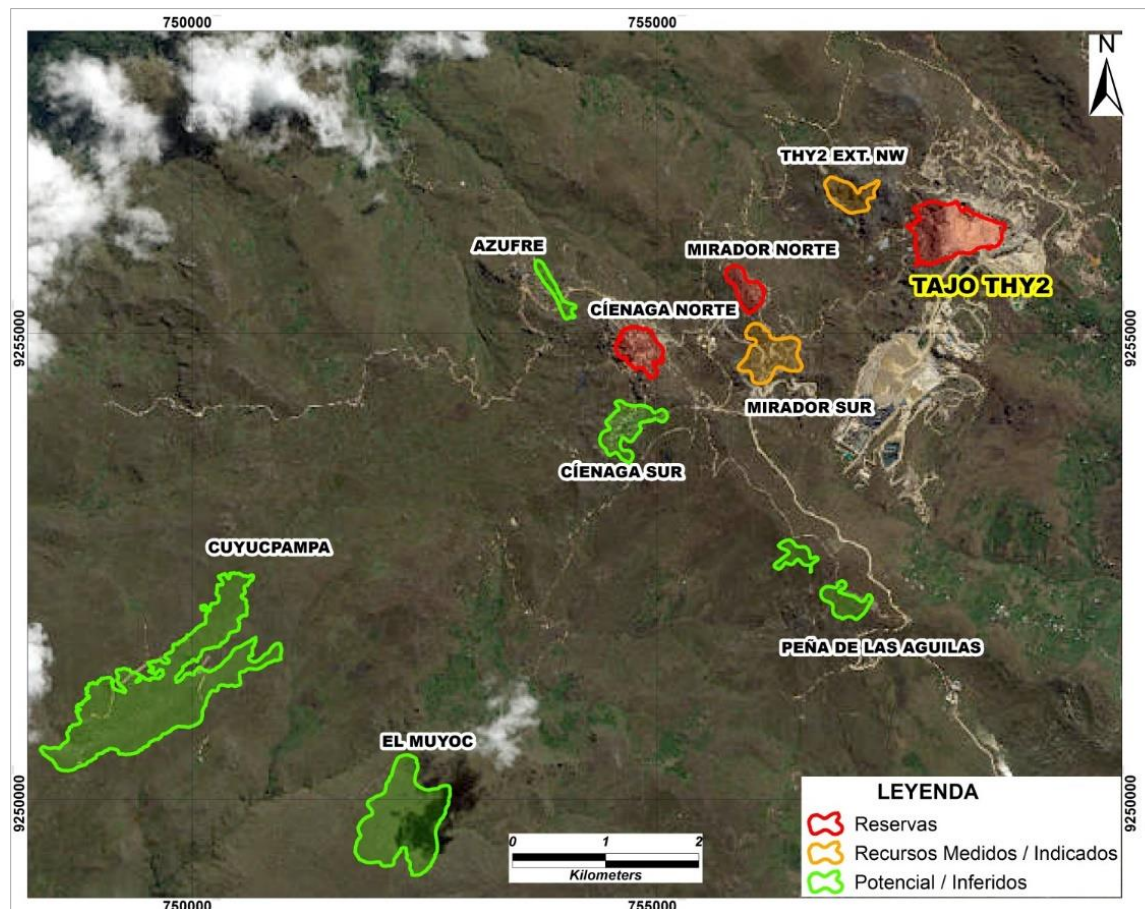 750000
755000
N
THY2 EXT. NW
AZUFRE
MIRADOR NORTE
TAJO THY2
CÍENAGA NORTE
9255000
9255000
MIRADOR SUR
CÍENAGA SUR
CUYUCPAMPA
PEÑA DE LAS AGUILAS
EL MUYOC
9250000
9250000
0 1 2
Kilometers
LEYENDA
Reservas
Recursos Medidos / Indicados
Potencial / Inferidos
750000
755000